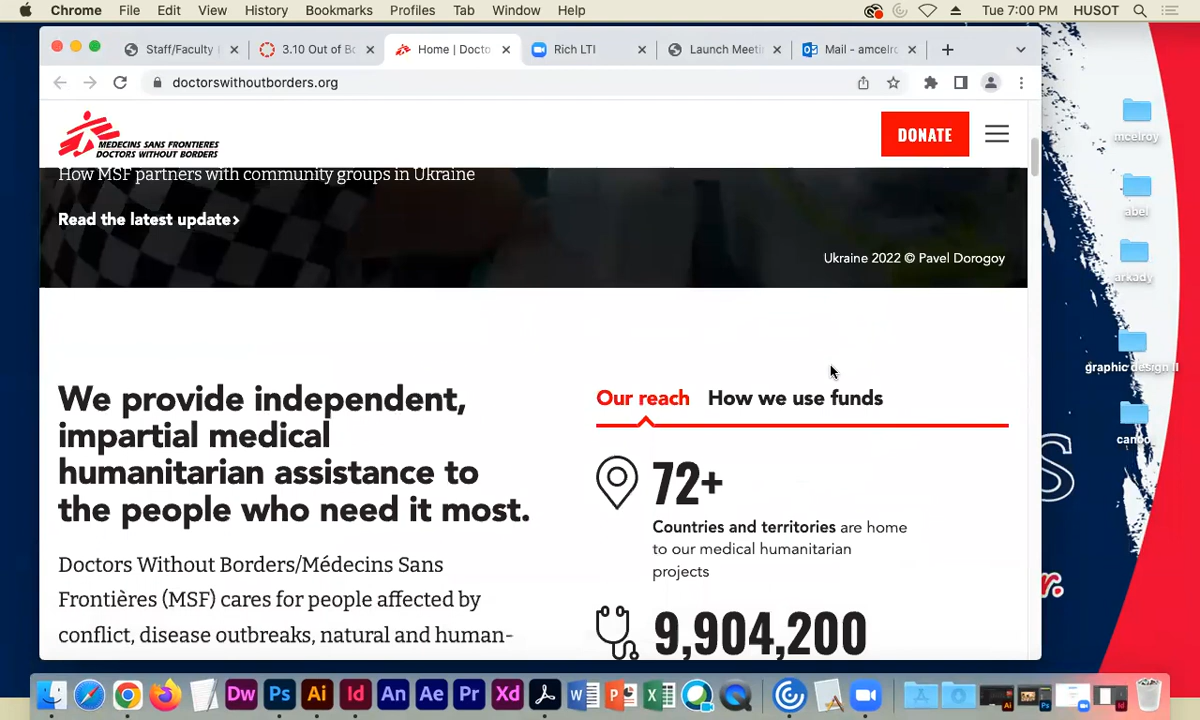 Chrome File Edit View History Bookmarks Profiles Tab Window Help Tue 7:00 PM HUSOT
Staff/Faculty 3.10 Out of Bo Home | Docto Rich LTI Launch Meeti Mail - amcelro
doctorswithoutborders.org
MEDECINS SANS FRONTIERES
DOCTORS WITHOUT BORDERS
DONATE
How MSF partners with community groups in Ukraine
Read the latest update>
Ukraine 2022 © Pavel Dorogoy
We provide independent,
impartial medical
humanitarian assistance to
the people who need it most.
Doctors Without Borders/Médecins Sans
Frontières (MSF) cares for people affected by
conflict, disease outbreaks, natural and human-
Our reach How we use funds
72+
Countries and territories are home
to our medical humanitarian
projects
9,904,200
mcelroy
abel
arkady
graphic design II
Dw Ps Ai Id An Ae Pr Xd W P X